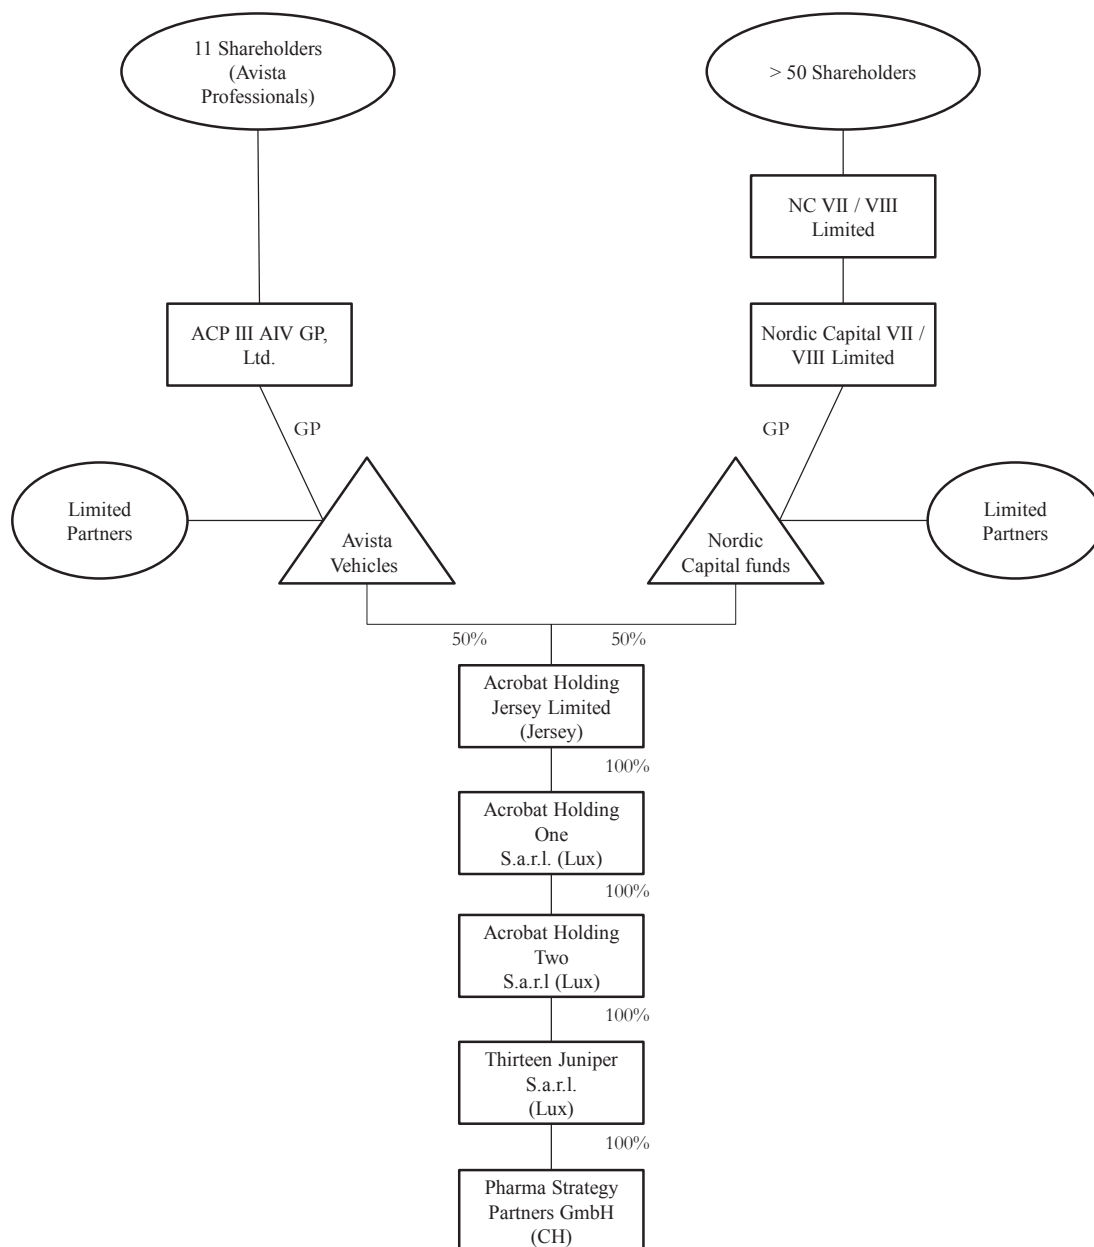 11 Shareholders
(Avista
Professionals)
> 50 Shareholders
NC VII / VIII
Limited
ACP III AIV GP,
Ltd.
Nordic Capital VII /
VIII Limited
GP
GP
Limited
Partners
Avista
Vehicles
Nordic
Capital funds
Limited
Partners
50%
50%
Acrobat Holding
Jersey Limited
(Jersey)
100%
Acrobat Holding
One
S.a.r.l. (Lux)
100%
Acrobat Holding
Two
S.a.r.l (Lux)
100%
Thirteen Juniper
S.a.r.l.
(Lux)
100%
Pharma Strategy
Partners GmbH
(CH)